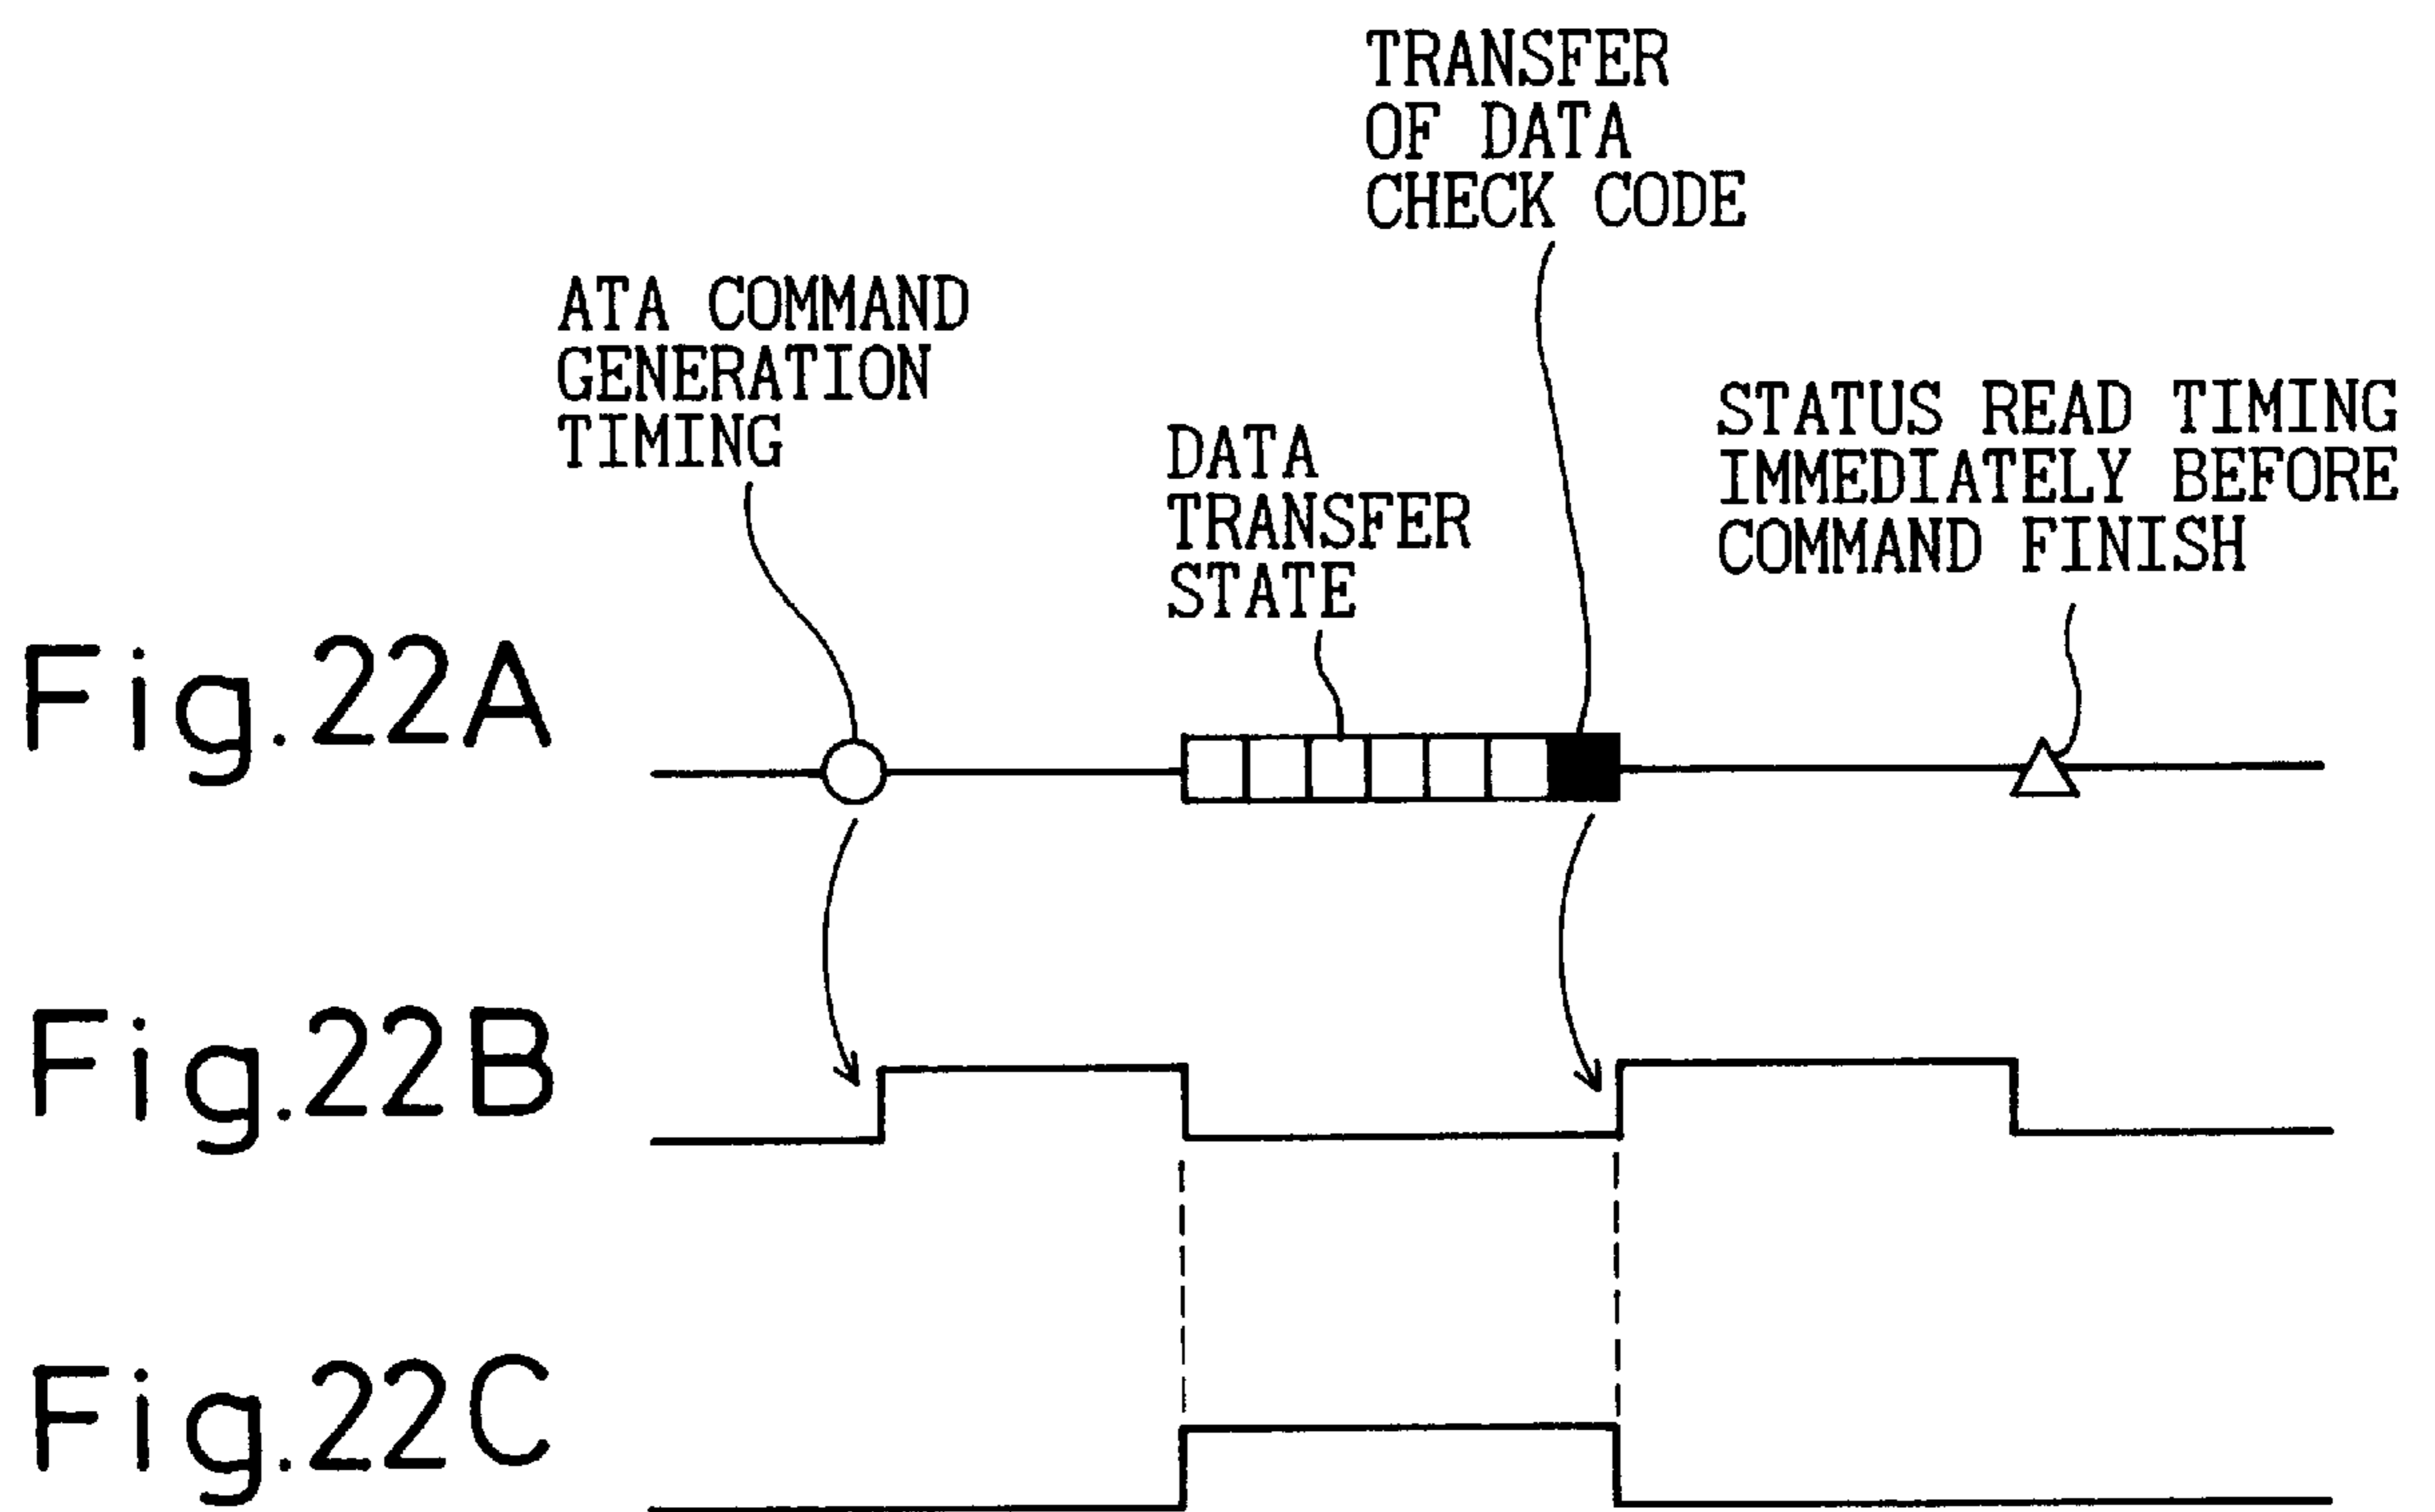 TRANSFER
OF DATA
CHECK CODE
ATA COMMAND
GENERATION
TIMING
DATA
TRANSFER
STATE
STATUS READ TIMING
IMMEDIATELY BEFORE
COMMAND FINISH
Fig.22A
Fig.22B
Fig.22C